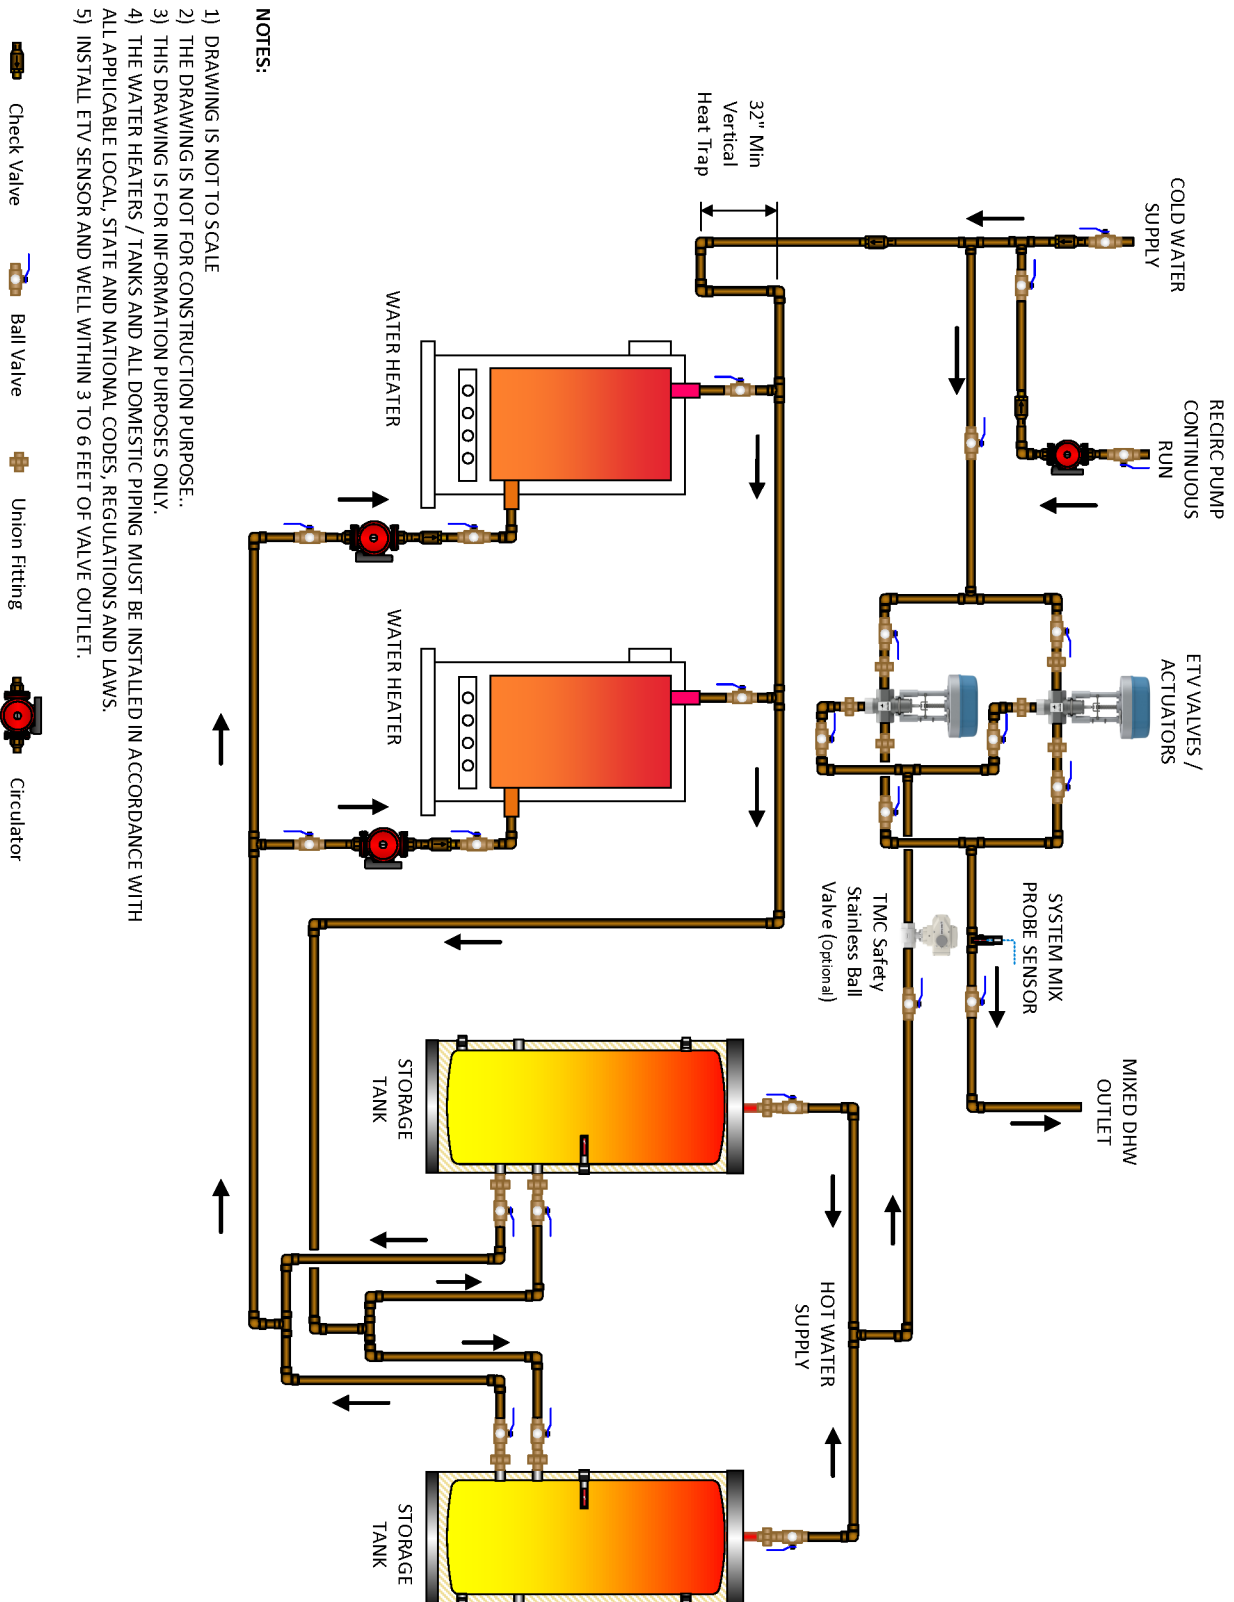 COLD WATER
SUPPLY
RECIRC PUMP
CONTINUOUS
RUN
ETV VALVES /
ACTUATORS
SYSTEM MIX
PROBE SENSOR
MIXED DHW
OUTLET
32" Min
Vertical
Heat Trap
TMC Safety
Stainless Ball
Valve (Optional)
HOT WATER
SUPPLY
WATER HEATER
WATER HEATER
STORAGE
TANK
STORAGE
TANK
NOTES:
1) DRAWING IS NOT TO SCALE
2) THE DRAWING IS NOT FOR CONSTRUCTION PURPOSE..
3) THIS DRAWING IS FOR INFORMATION PURPOSES ONLY.
4) THE WATER HEATERS / TANKS AND ALL DOMESTIC PIPING MUST BE INSTALLED IN ACCORDANCE WITH
ALL APPLICABLE LOCAL, STATE AND NATIONAL CODES, REGULATIONS AND LAWS.
5) INSTALL ETV SENSOR AND WELL WITHIN 3 TO 6 FEET OF VALVE OUTLET.
Check Valve
Ball Valve
Union Fitting
Circulator